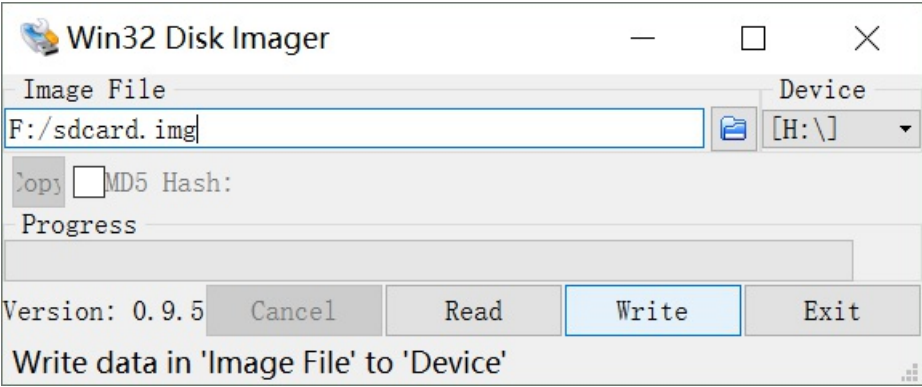 Win32 Disk Imager
Image File
Device
F:/sdcard.img
[H:\]
Copy
MD5 Hash:
Progress
Version: 0.9.5
Cancel
Read
Write
Exit
Write data in 'Image File' to 'Device'